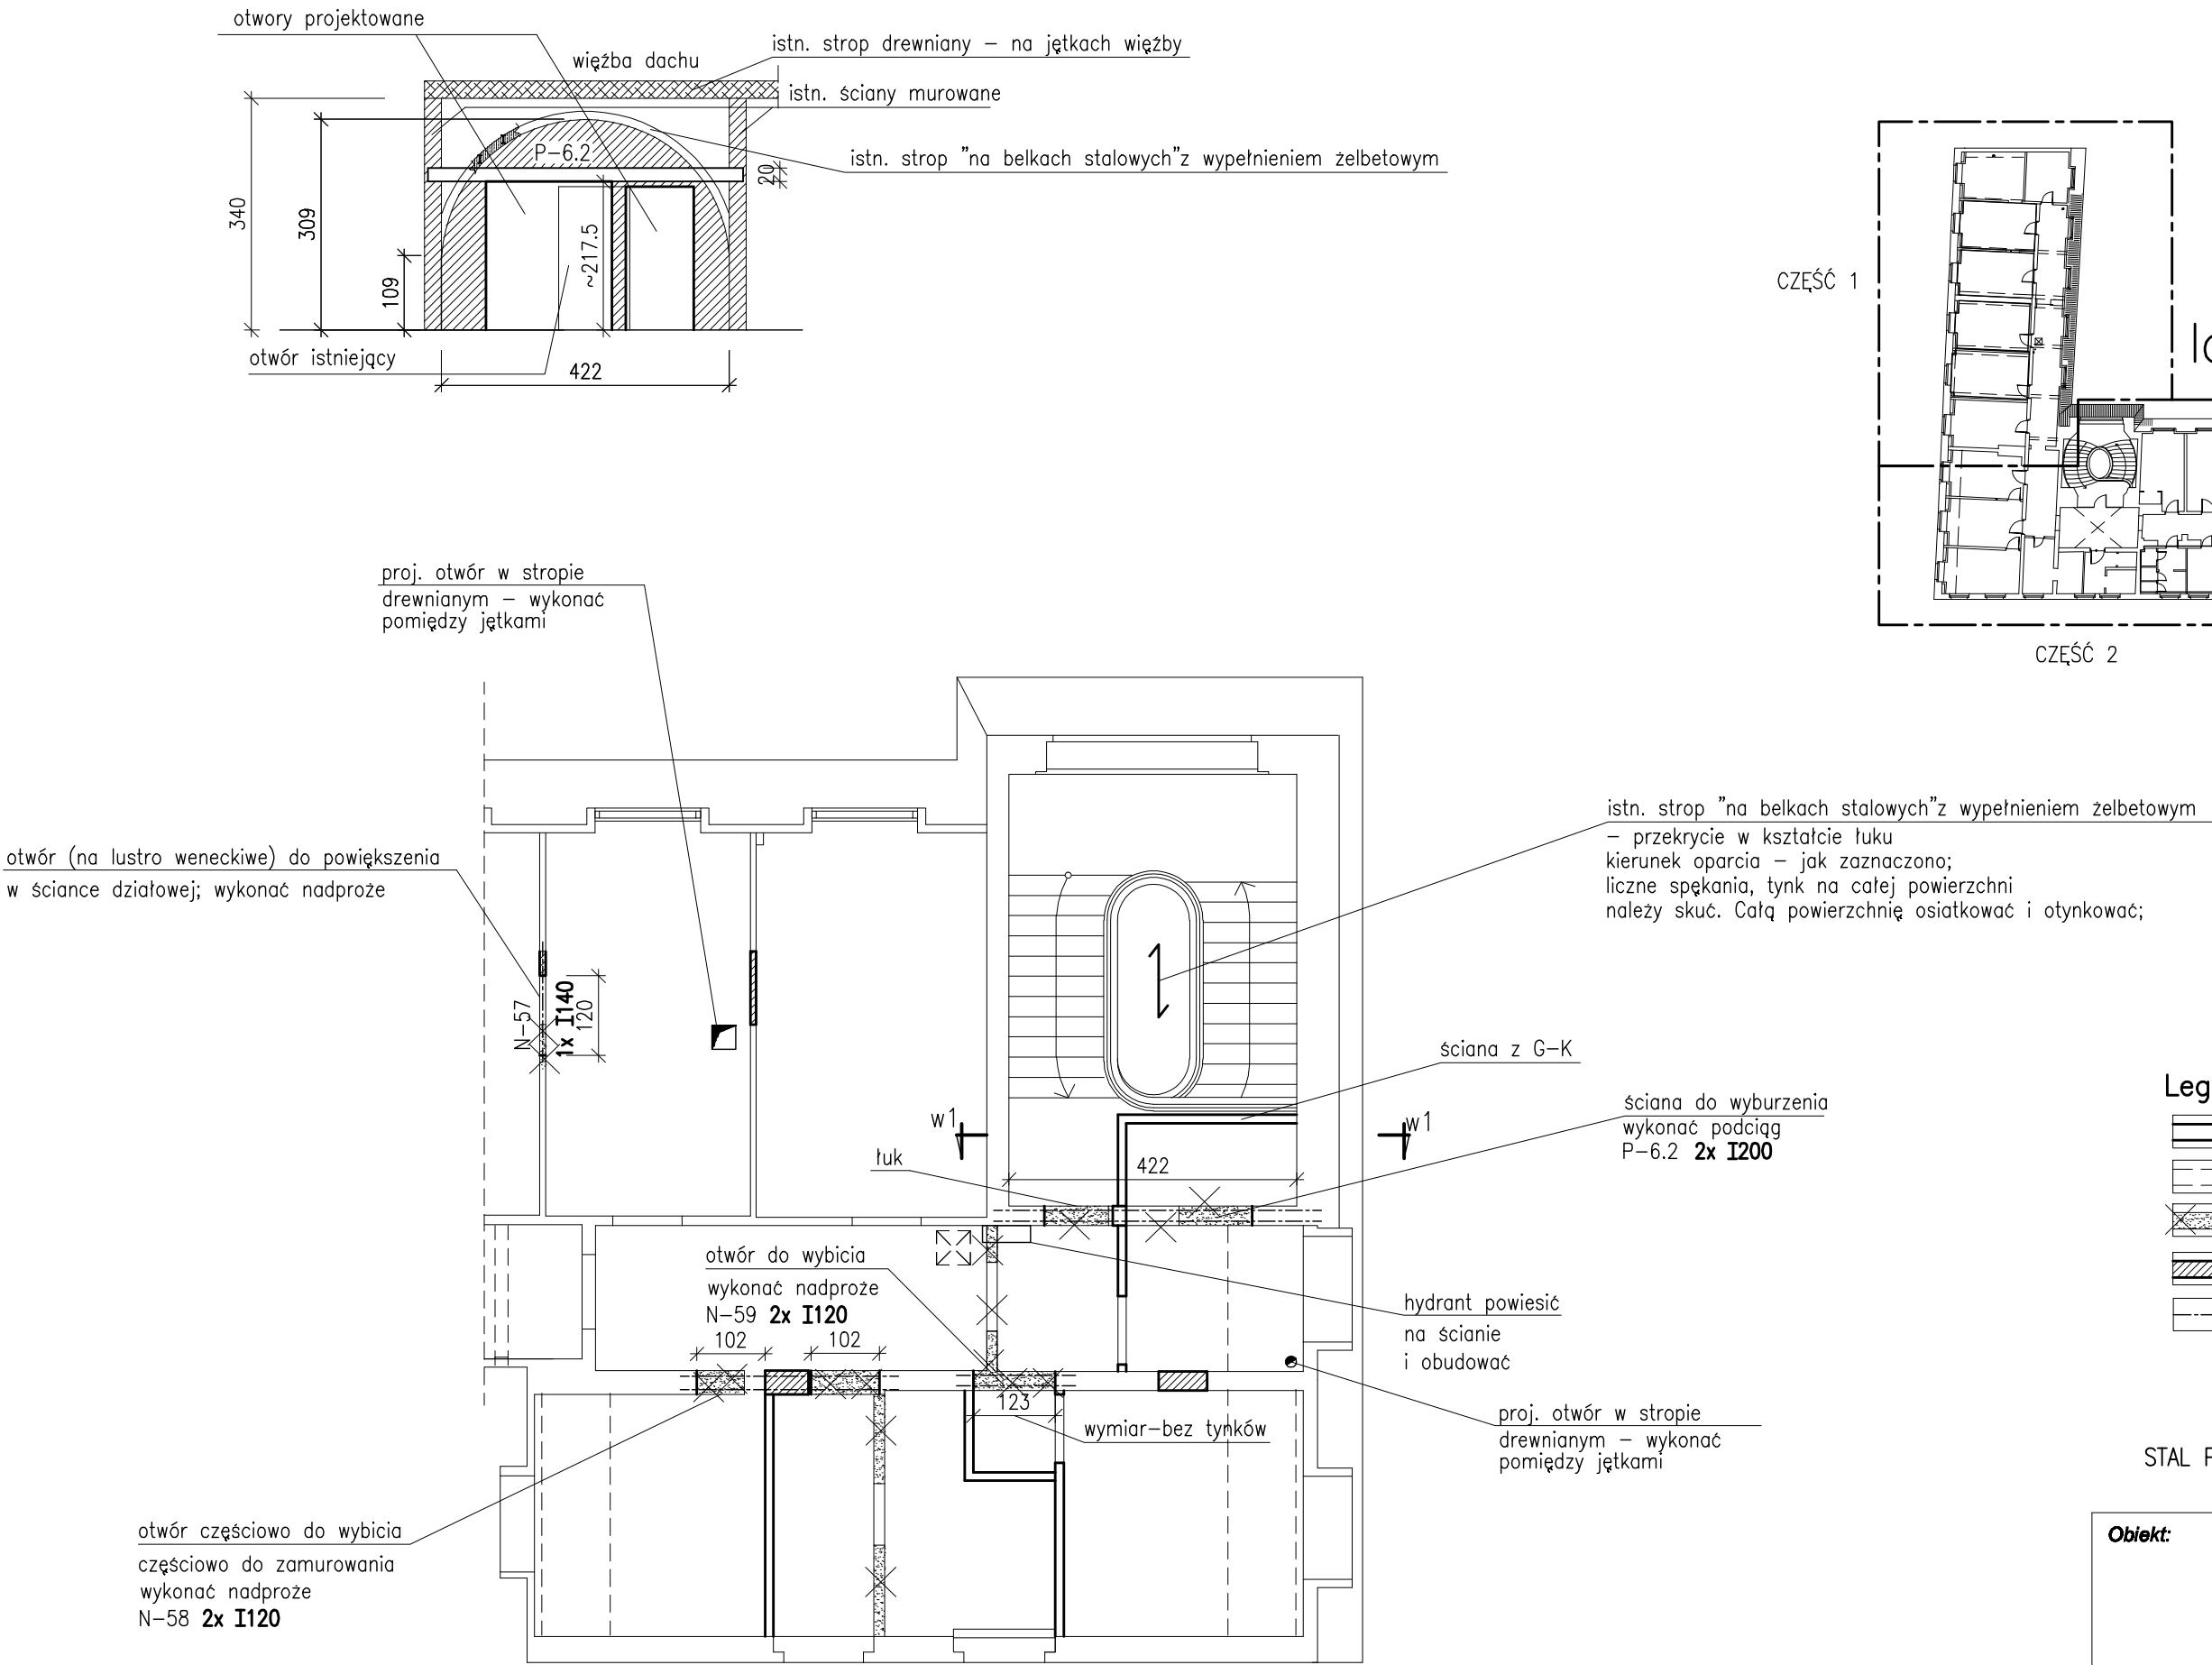 otwory projektowane
więźba dachu
istn. strop drewniany – na jętkach więźby
istn. ściany murowane
P–6.2
istn. strop "na belkach stalowych"z wypełnieniem żelbetowym
20
340
309
109
~217.5
otwór istniejący
422
CZĘŚĆ 1
CZĘŚĆ 2
proj. otwór w stropie
drewnianym – wykonać
pomiędzy jętkami
otwór (na lustro weneckiwe) do powiększenia
w ściance działowej; wykonać nadproże
N–57
1x I140
120
istn. strop "na belkach stalowych"z wypełnieniem żelbetowym
– przekrycie w kształcie łuku
kierunek oparcia – jak zaznaczono;
liczne spękania, tynk na całej powierzchni
należy skuć. Całą powierzchnię osiatkować i otynkować;
ściana z G–K
w1
w1
ściana do wyburzenia
wykonać podciąg
P–6.2 2x I200
łuk
422
Leg
otwór do wybicia
wykonać nadproże
N–59 2x I120
102
102
hydrant powiesić
na ścianie
i obudować
123
wymiar–bez tynków
proj. otwór w stropie
drewnianym – wykonać
pomiędzy jętkami
STAL
otwór częściowo do wybicia
częściowo do zamurowania
wykonać nadproże
N–58 2x I120
Obiekt: